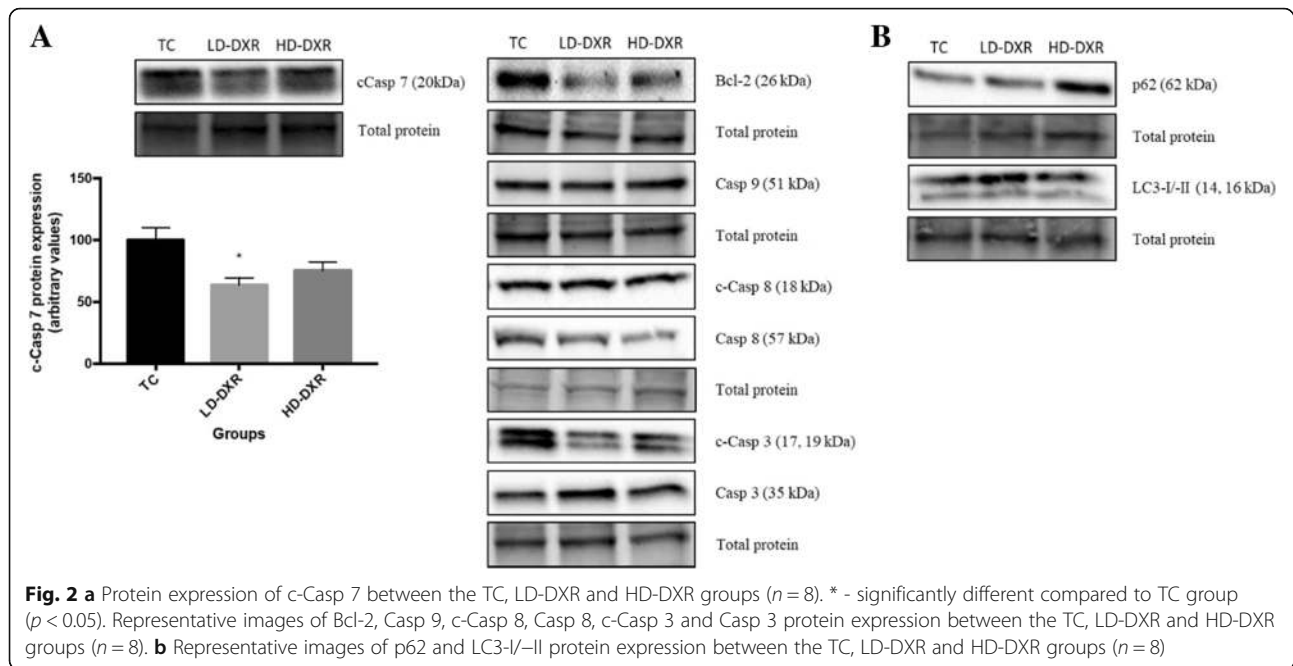 A
TC LD-DXR HD-DXR
cCasp 7 (20kDa)
Total protein
150
100
50
0
c-Casp 7 protein expression
(arbitrary values)
*
TC
LD-DXR
HD-DXR
Groups
TC LD-DXR HD-DXR
Bcl-2 (26 kDa)
Total protein
Casp 9 (51 kDa)
Total protein
c-Casp 8 (18 kDa)
Casp 8 (57 kDa)
Total protein
c-Casp 3 (17, 19 kDa)
Casp 3 (35 kDa)
Total protein
B
TC LD-DXR HD-DXR
p62 (62 kDa)
Total protein
LC3-I/-II (14, 16 kDa)
Total protein
Fig. 2 a Protein expression of c-Casp 7 between the TC, LD-DXR and HD-DXR groups (n = 8). * - significantly different compared to TC group
(p < 0.05). Representative images of Bcl-2, Casp 9, c-Casp 8, Casp 8, c-Casp 3 and Casp 3 protein expression between the TC, LD-DXR and HD-DXR
groups (n = 8). b Representative images of p62 and LC3-I/–II protein expression between the TC, LD-DXR and HD-DXR groups (n = 8)